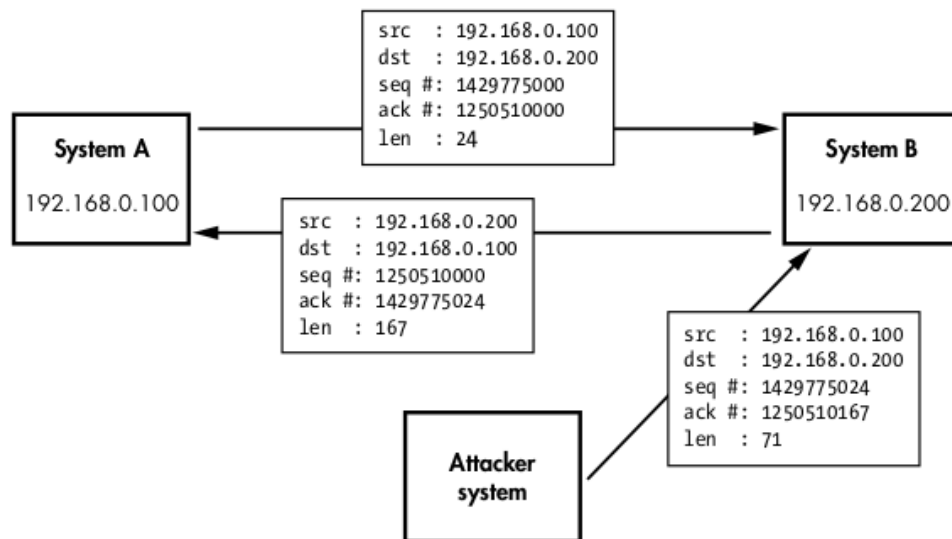 src  : 192.168.0.100
dst  : 192.168.0.200
seq #: 1429775000
ack #: 1250510000
len  : 24
System A
192.168.0.100
System B
192.168.0.200
src  : 192.168.0.200
dst  : 192.168.0.100
seq #: 1250510000
ack #: 1429775024
len  : 167
src  : 192.168.0.100
dst  : 192.168.0.200
seq #: 1429775024
ack #: 1250510167
len  : 71
Attacker
system